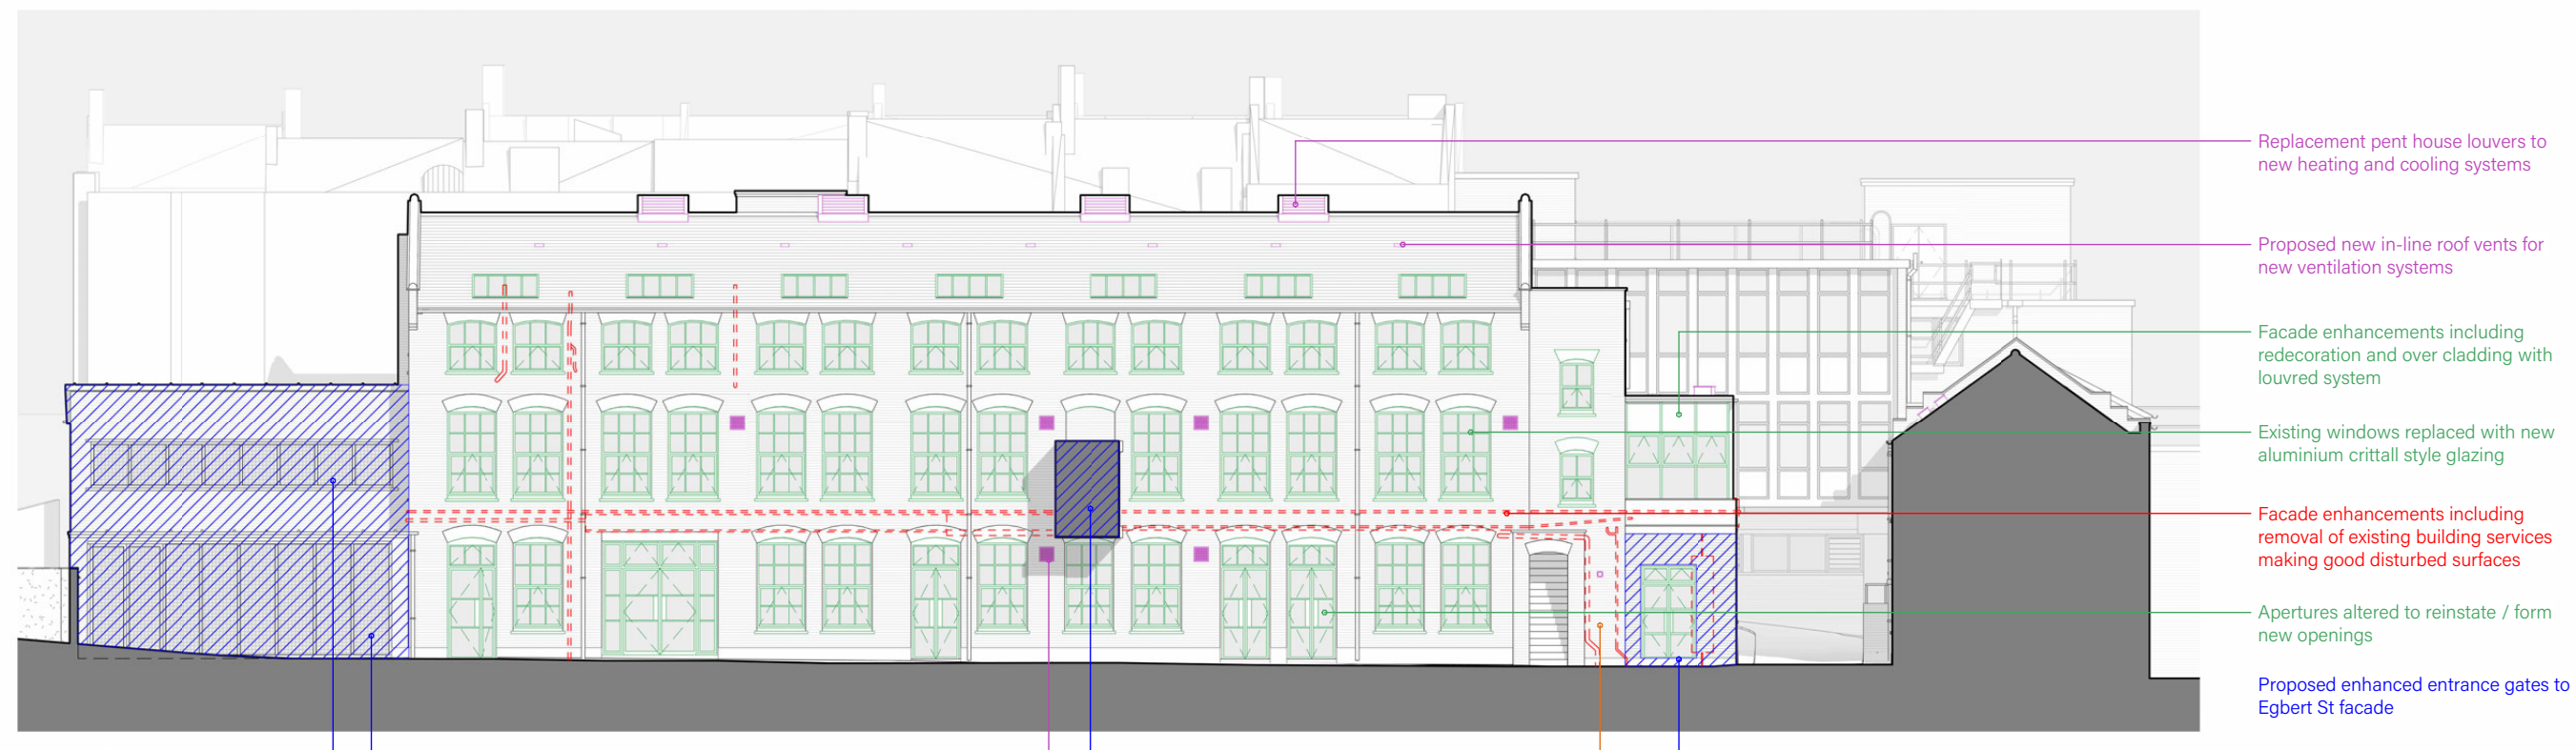 Replacement pent house louvers to
new heating and cooling systems
Proposed new in-line roof vents for
new ventilation systems
Facade enhancements including
redecoration and over cladding with
louvred system
Existing windows replaced with new
aluminium crittall style glazing
Facade enhancements including
removal of existing building services
making good disturbed surfaces
Apertures altered to reinstate / form
new openings
Proposed enhanced entrance gates to
Egbert St facade